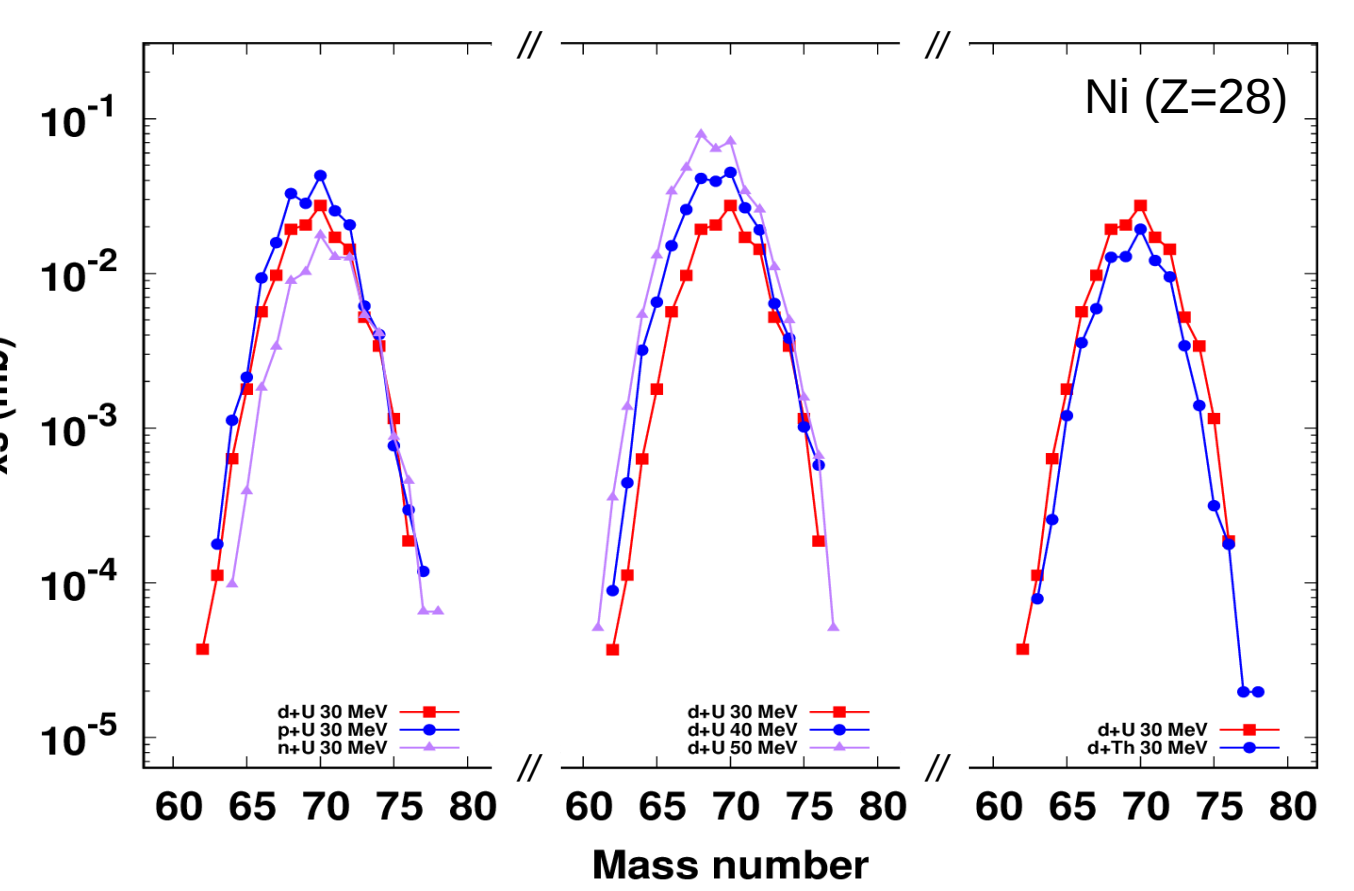 // //
Ni (Z=28)
10-1
10-2
10-3
10-4
10-5
d+U 30 MeV
p+U 30 MeV
n+U 30 MeV
d+U 30 MeV
d+U 40 MeV
d+U 50 MeV
d+U 30 MeV
d+Th 30 MeV
// //
60 65 70 75 80 60 65 70 75 80 60 65 70 75 80
Mass number